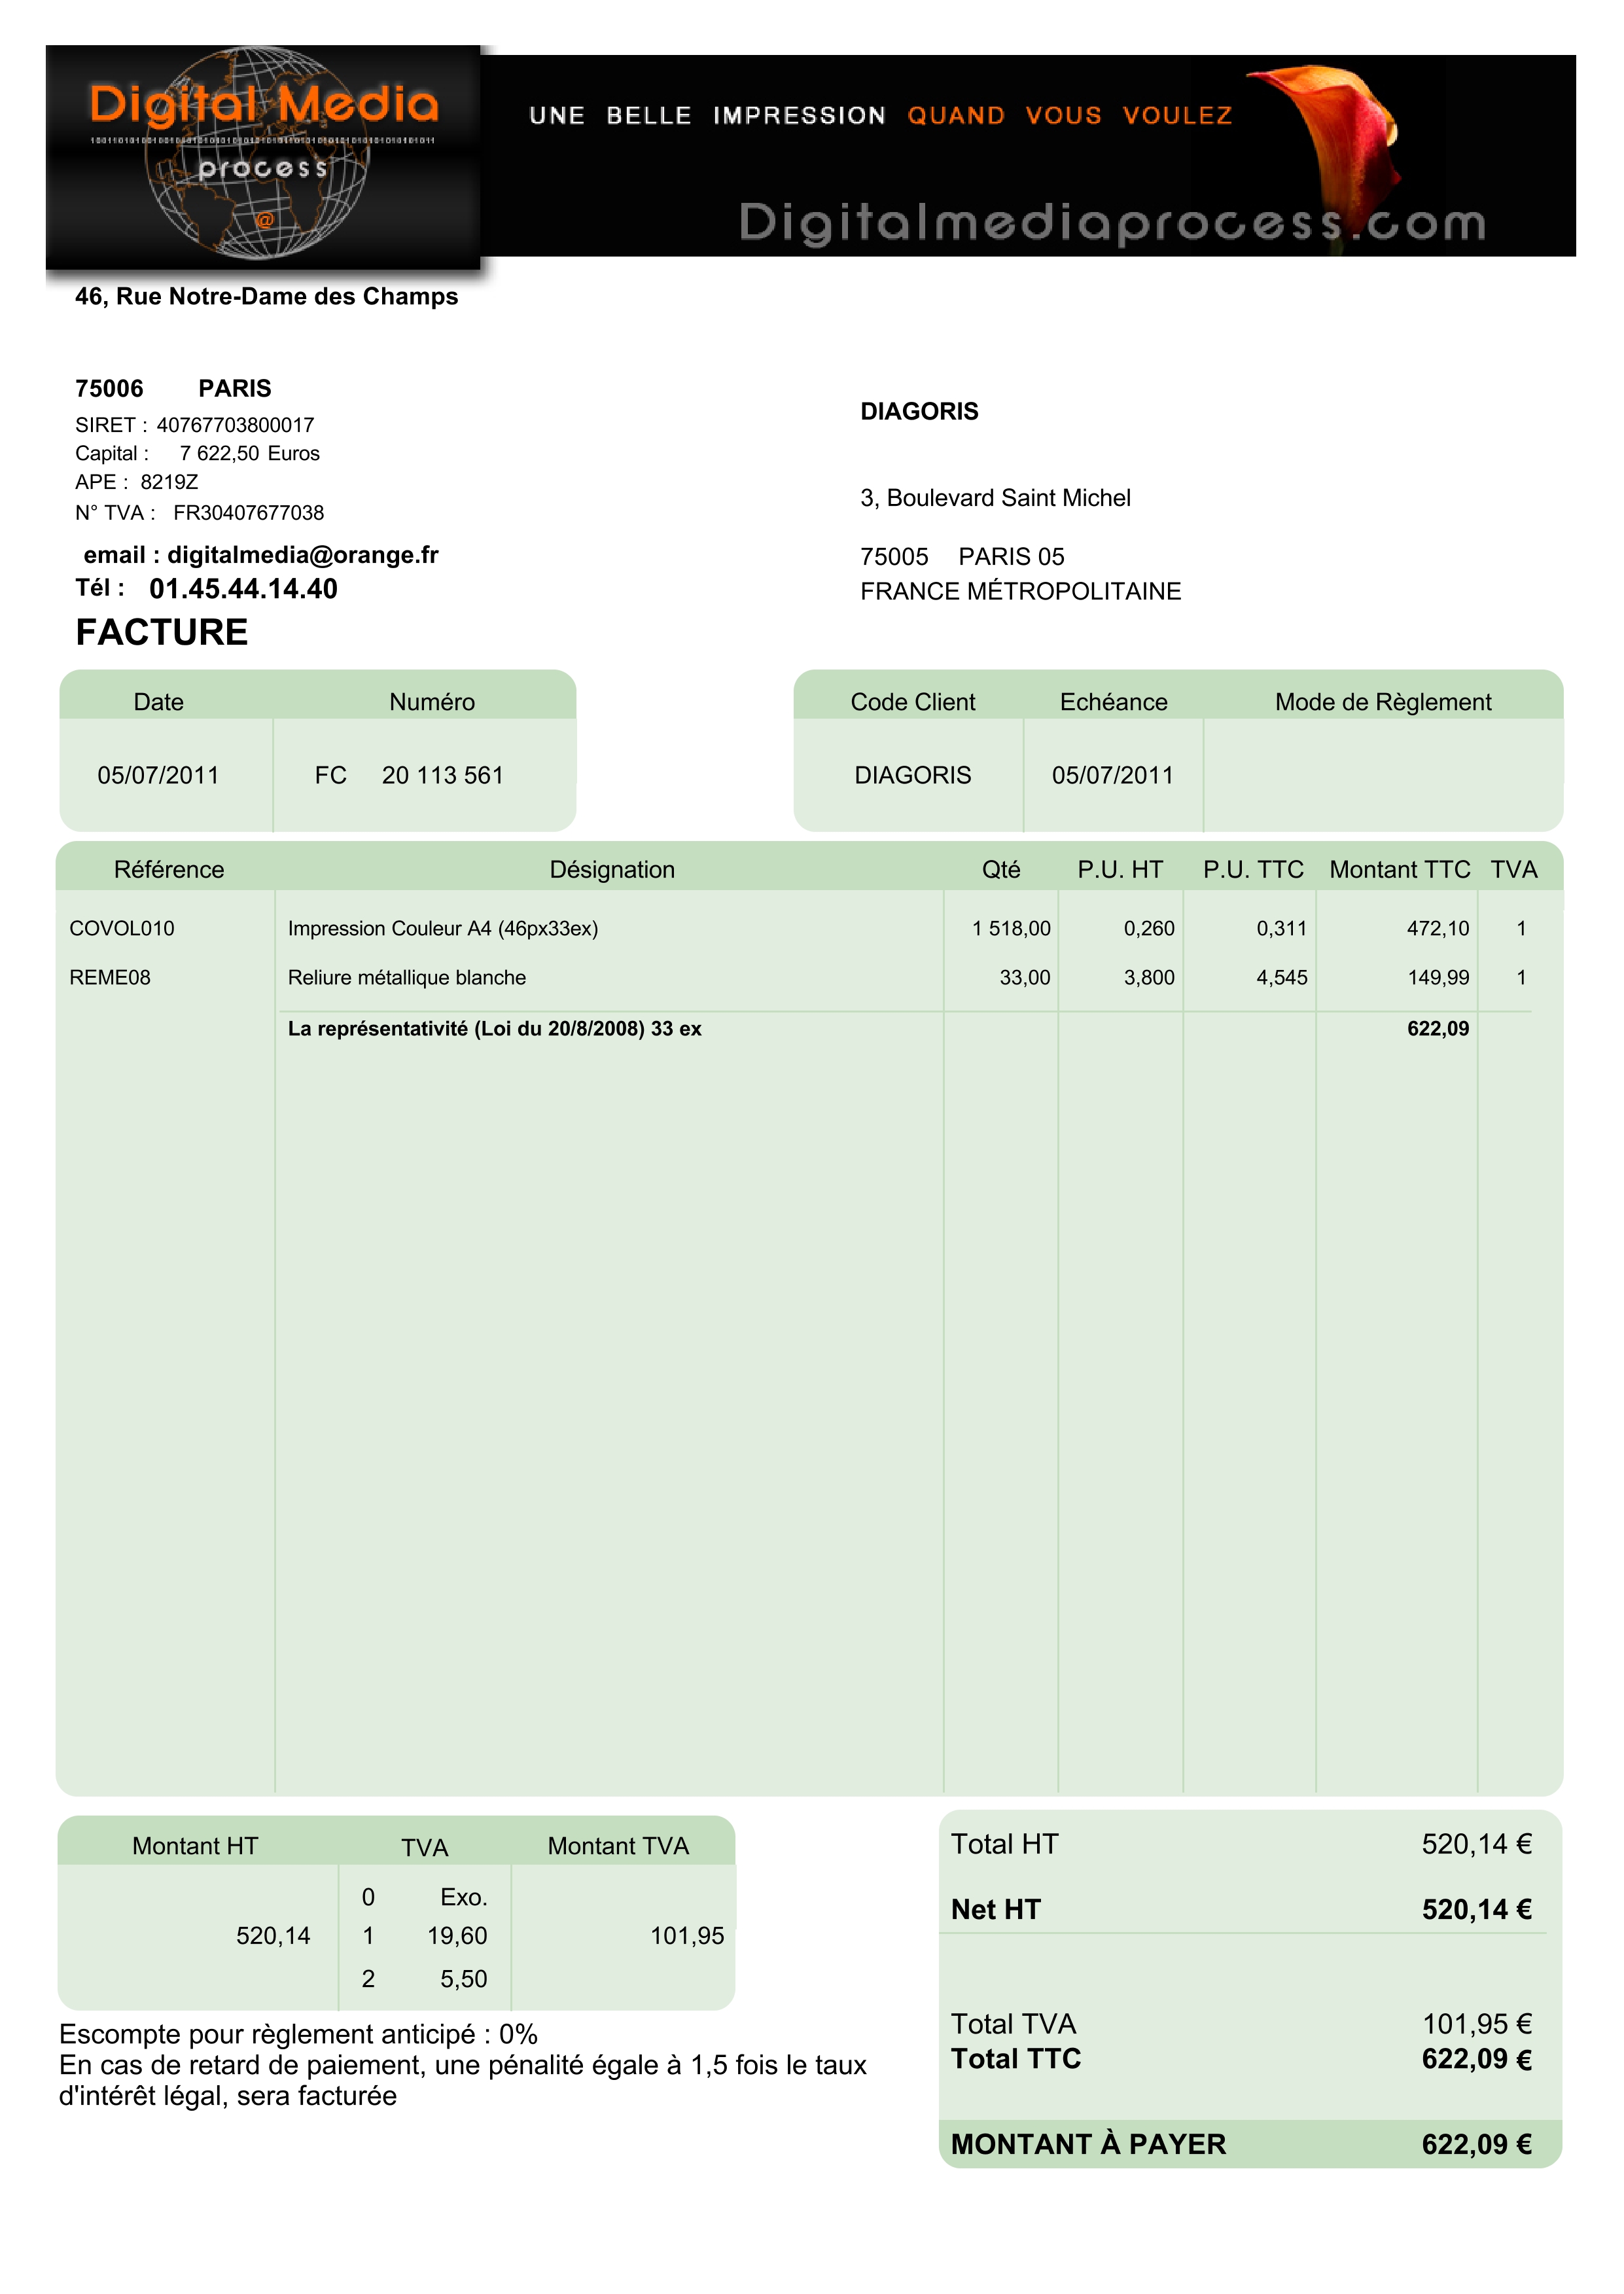 Digital Media
process
@
UNE BELLE IMPRESSION QUAND VOUS VOULEZ
Digitalmediaprocess.com
46, Rue Notre-Dame des Champs
75006 PARIS
SIRET : 40767703800017
Capital : 7 622,50 Euros
APE : 8219Z
N° TVA : FR30407677038
email : digitalmedia@orange.fr
Tél : 01.45.44.14.40
DIAGORIS
3, Boulevard Saint Michel
75005 PARIS 05
FRANCE MÉTROPOLITAINE
FACTURE
Date Numéro
05/07/2011 FC 20 113 561
Code Client Echéance Mode de Règlement
DIAGORIS 05/07/2011
Référence Désignation Qté P.U. HT P.U. TTC Montant TTC TVA
COVOL010 Impression Couleur A4 (46px33ex) 1 518,00 0,260 0,311 472,10 1
REME08 Reliure métallique blanche 33,00 3,800 4,545 149,99 1
La représentativité (Loi du 20/8/2008) 33 ex 622,09
Montant HT TVA Montant TVA
0 Exo.
520,14 1 19,60 101,95
2 5,50
Escompte pour règlement anticipé : 0%
En cas de retard de paiement, une pénalité égale à 1,5 fois le taux
d'intérêt légal, sera facturée
Total HT 520,14 €
Net HT 520,14 €
Total TVA 101,95 €
Total TTC 622,09 €
MONTANT À PAYER 622,09 €